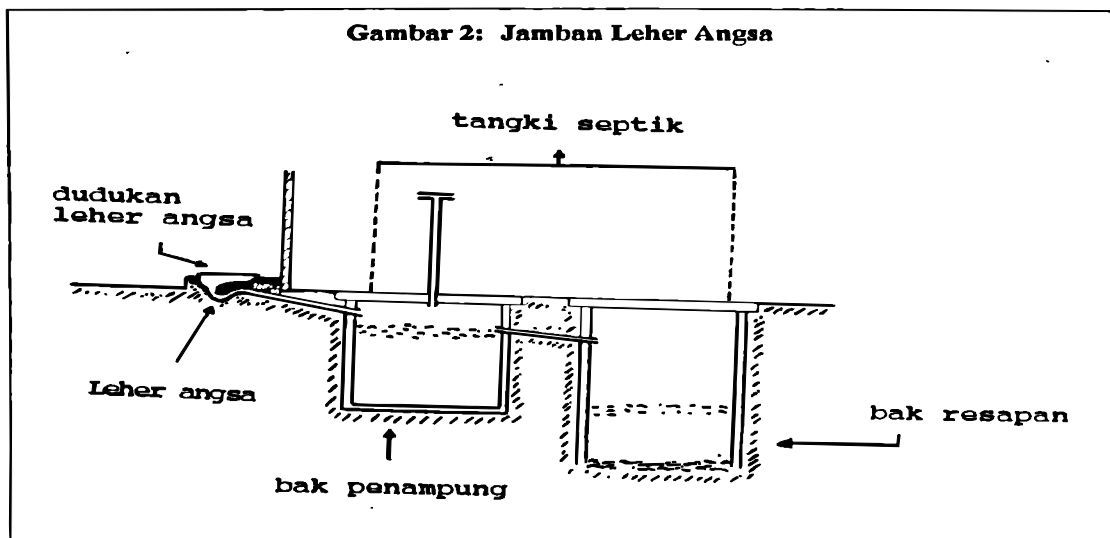 Gambar 2: Jamban Leher Angsa
tangki septik
dudukan
leher angsa
Leher angsa
bak resapan
bak penampung